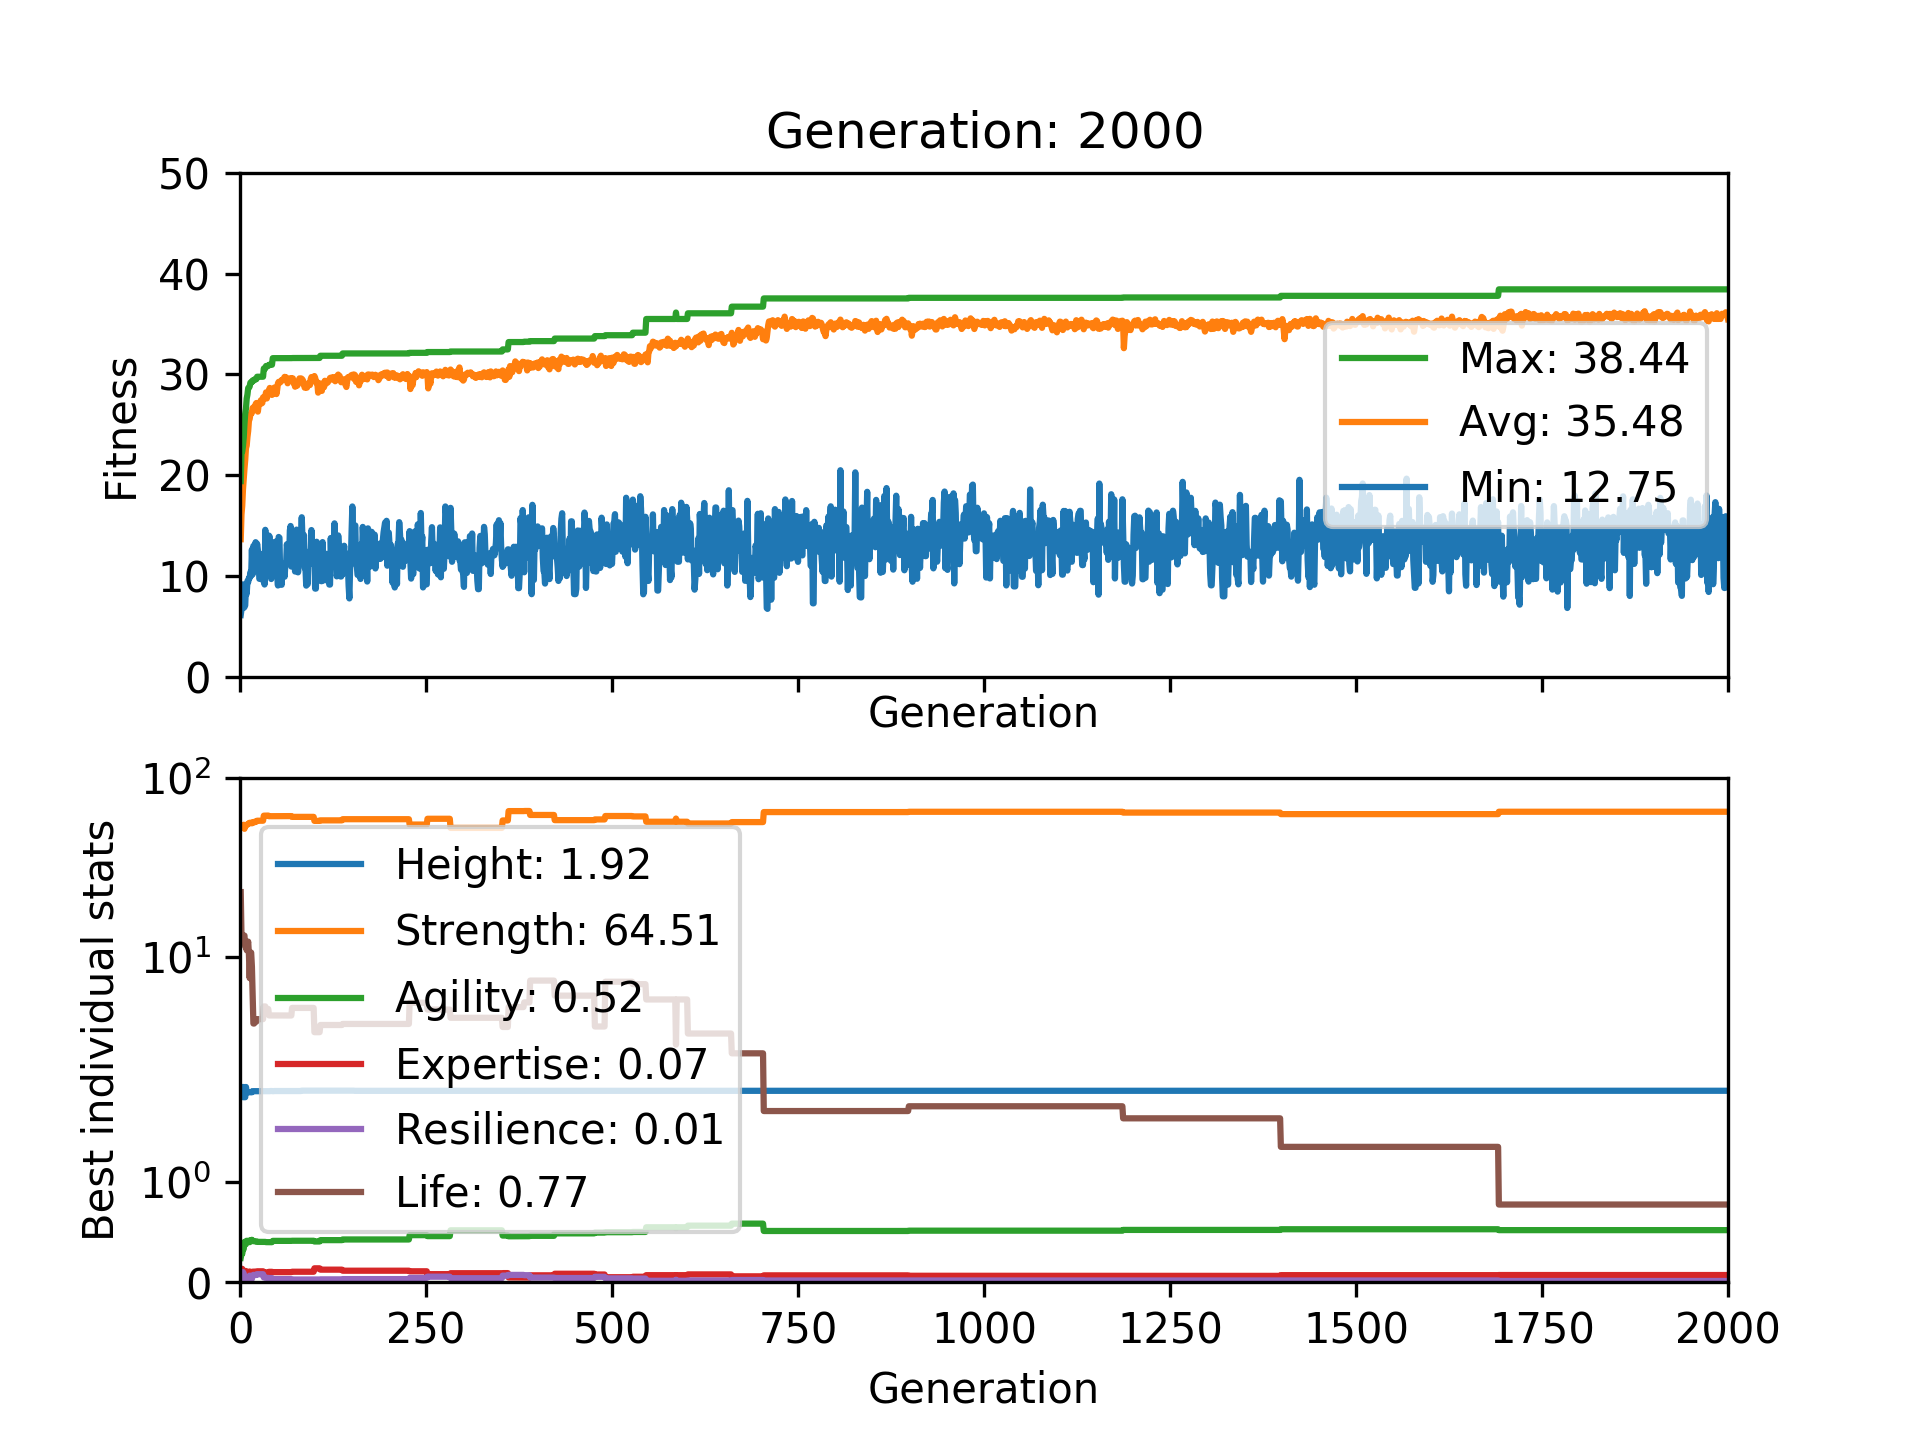 Generation: 2000
50
40
30
20
10
0
Fitness
Max: 38.44
Avg: 35.48
Min: 12.75
Generation
10²
10¹
10⁰
0
Best individual stats
Height: 1.92
Strength: 64.51
Agility: 0.52
Expertise: 0.07
Resilience: 0.01
Life: 0.77
0 250 500 750 1000 1250 1500 1750 2000
Generation